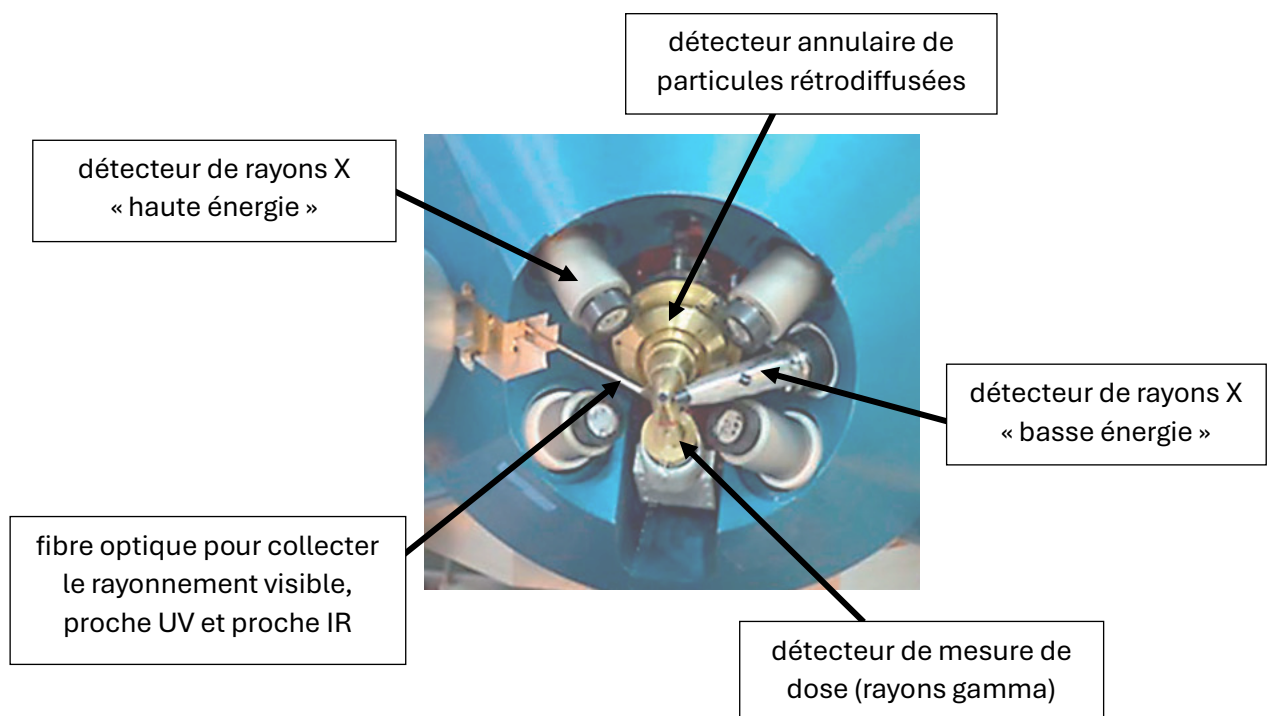 détecteur annulaire de
particules rétrodiffusées
détecteur de rayons X
« haute énergie »
détecteur de rayons X
« basse énergie »
fibre optique pour collecter
le rayonnement visible,
proche UV et proche IR
détecteur de mesure de
dose (rayons gamma)